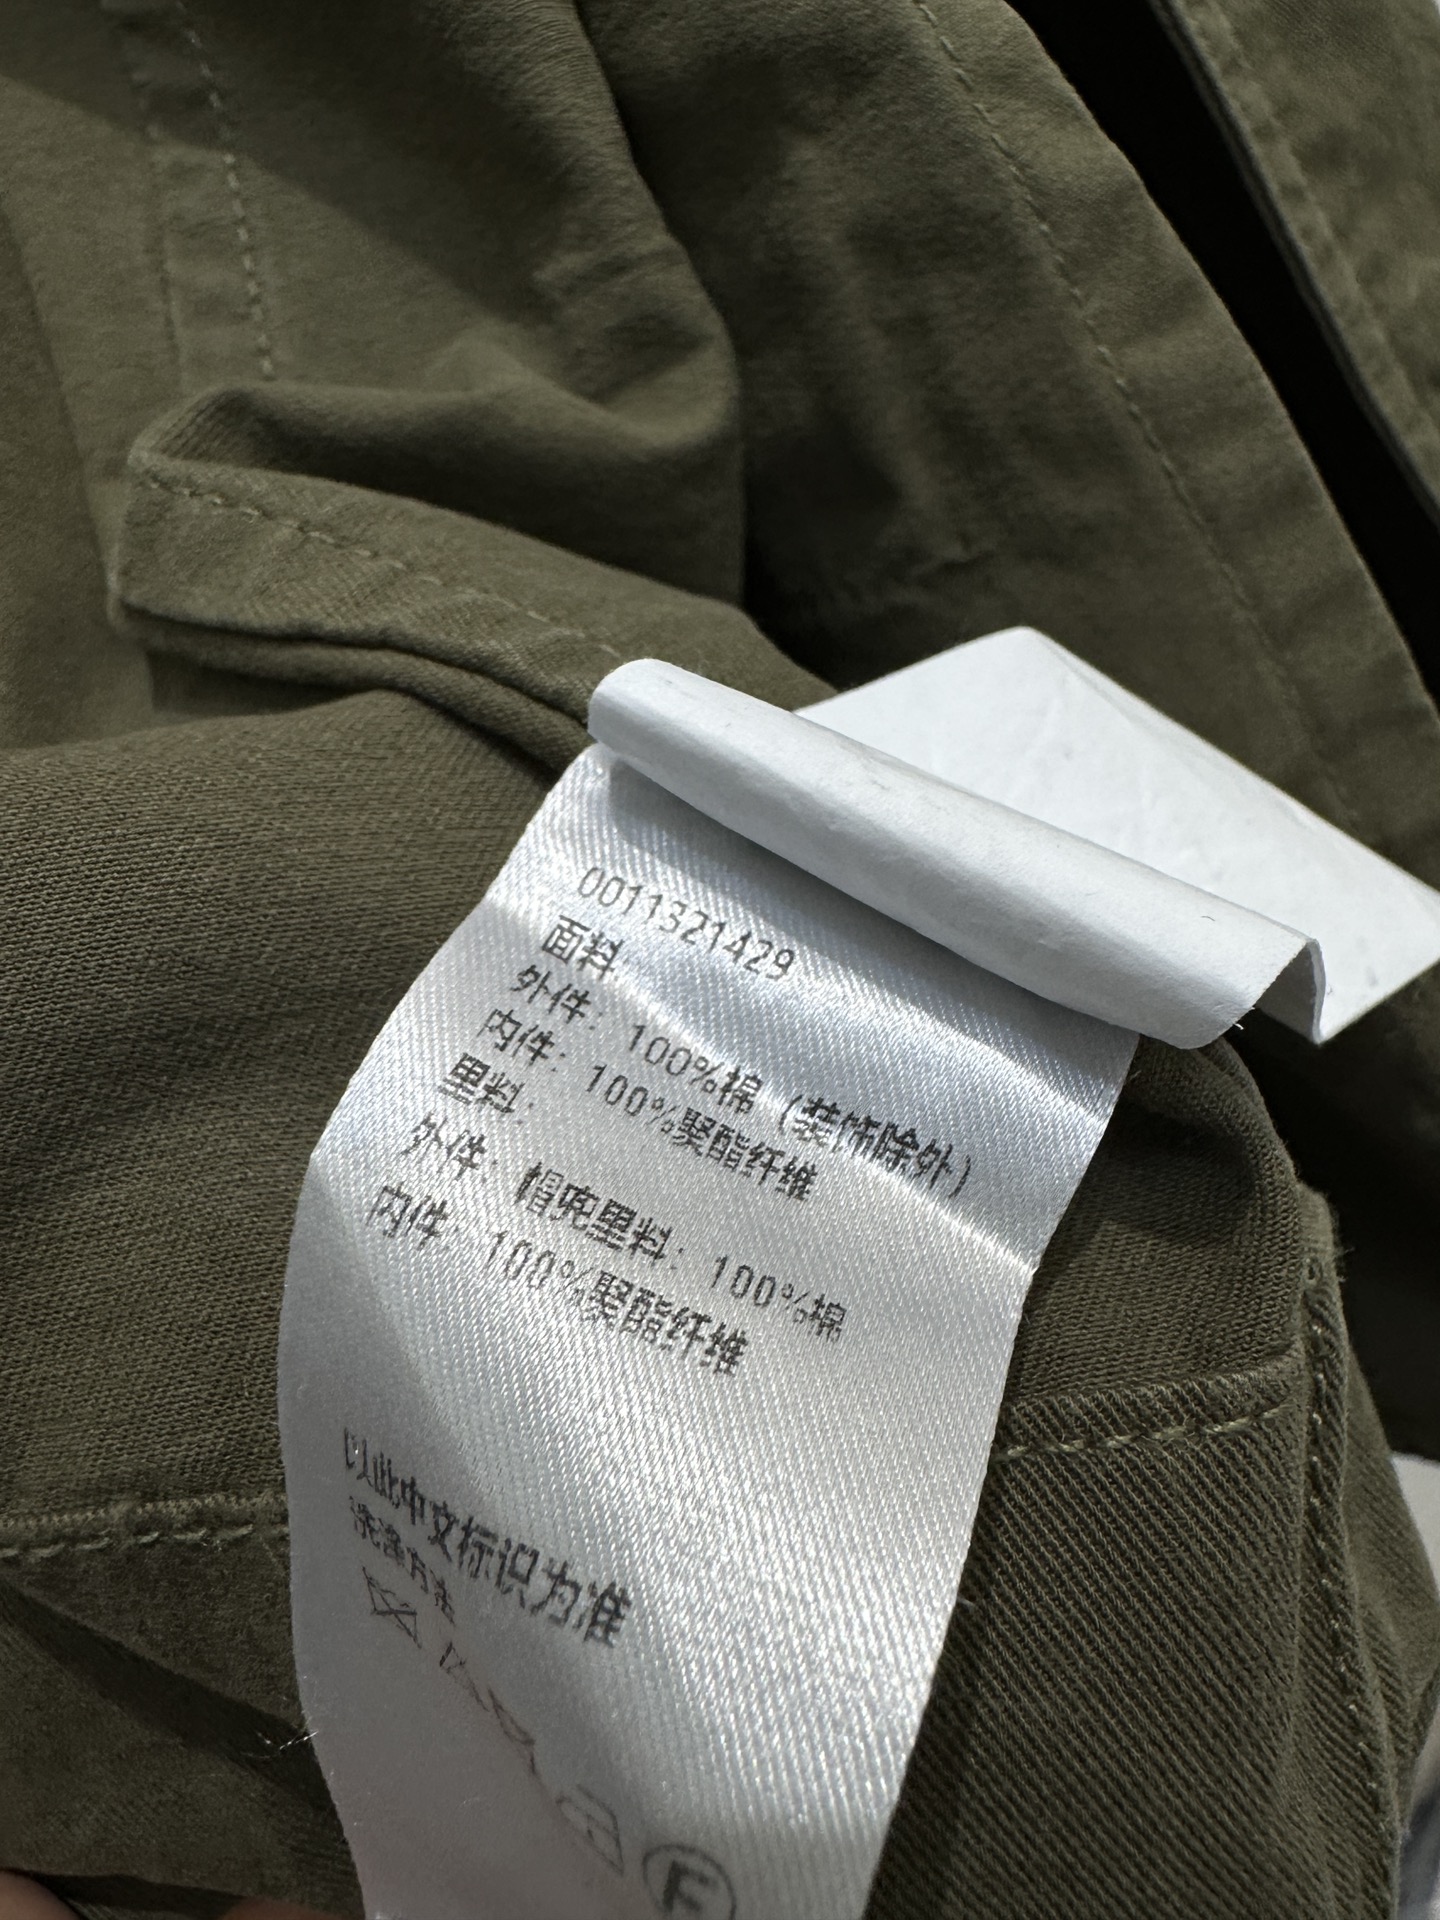 0011321429
面料
外件：100%棉（装饰除外）
内件：100%聚酯纤维
里料：
外件：帽兜里料：100%棉
内件：100%聚酯纤维
以此中文标识为准
洗涤方法
F